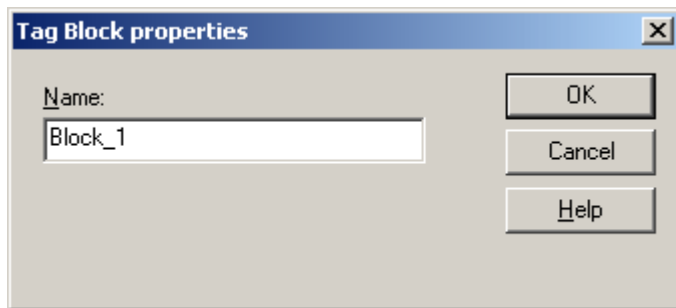 Tag Block properties
Name:
Block_1
OK
Cancel
Help